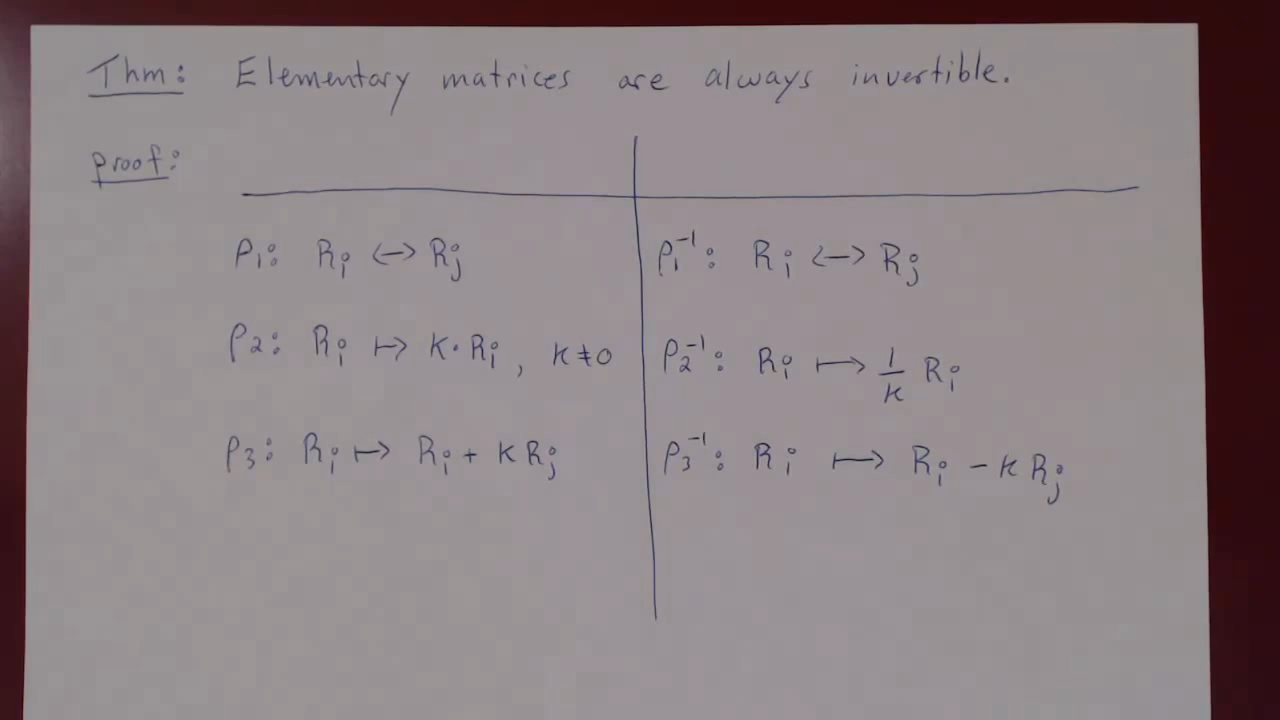 Thm: Elementary matrices are always invertible.
proof:
ρ₁: Rᵢ ↔ Rⱼ
ρ₁⁻¹: Rᵢ ↔ Rⱼ
ρ₂: Rᵢ ↦ k·Rᵢ, k≠0
ρ₂⁻¹: Rᵢ ↦ 1/k Rᵢ
ρ₃: Rᵢ ↦ Rᵢ + kRⱼ
ρ₃⁻¹: Rᵢ ↦ Rᵢ - kRⱼ